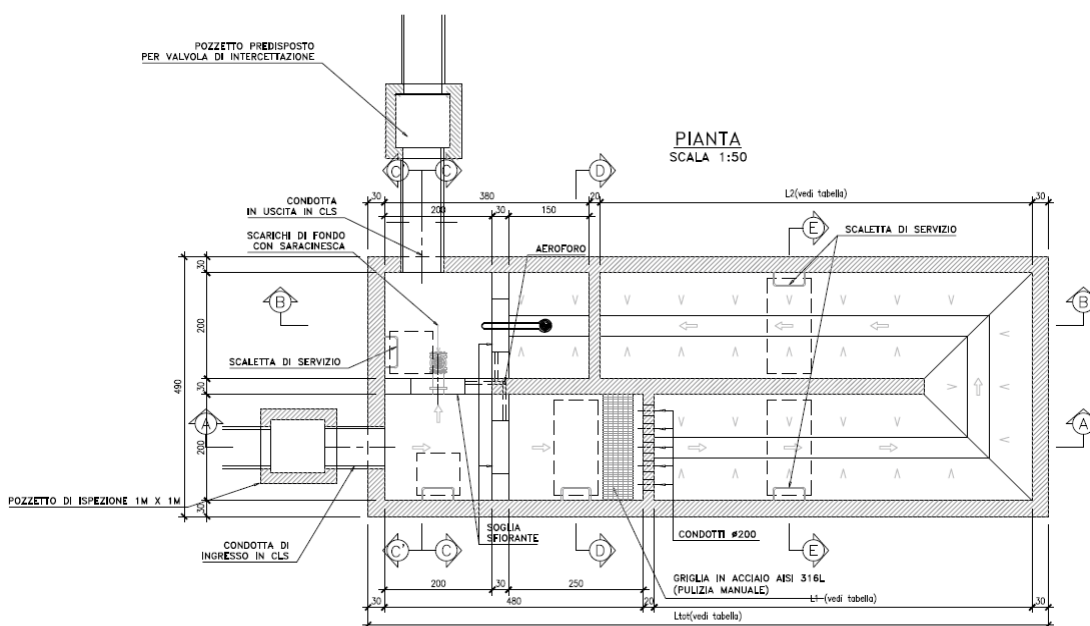 POZZETTO PREDISPOSTO
PER VALVOLA DI INTERCETTAZIONE
PIANTA
SCALA 1:50
C'
C
D
30
380
20
L2(vedi tabella)
30
CONDOTTA
IN USCITA IN CLS
200
30
150
SCARICHI DI FONDO
CON SARACINESCA
AEROFORO
E
SCALETTA DI SERVIZIO
30
B
B
200
SCALETTA DI SERVIZIO
490
30
A
A
200
POZZETTO DI ISPEZIONE 1M X 1M
30
SOGLIA
SFIORANTE
CONDOTTI ø200
CONDOTTA DI
INGRESSO IN CLS
C'
C
D
E
GRIGLIA IN ACCIAIO AISI 316L
(PULIZIA MANUALE)
200
30
250
L1 (vedi tabella)
30
480
20
30
Ltot(vedi tabella)